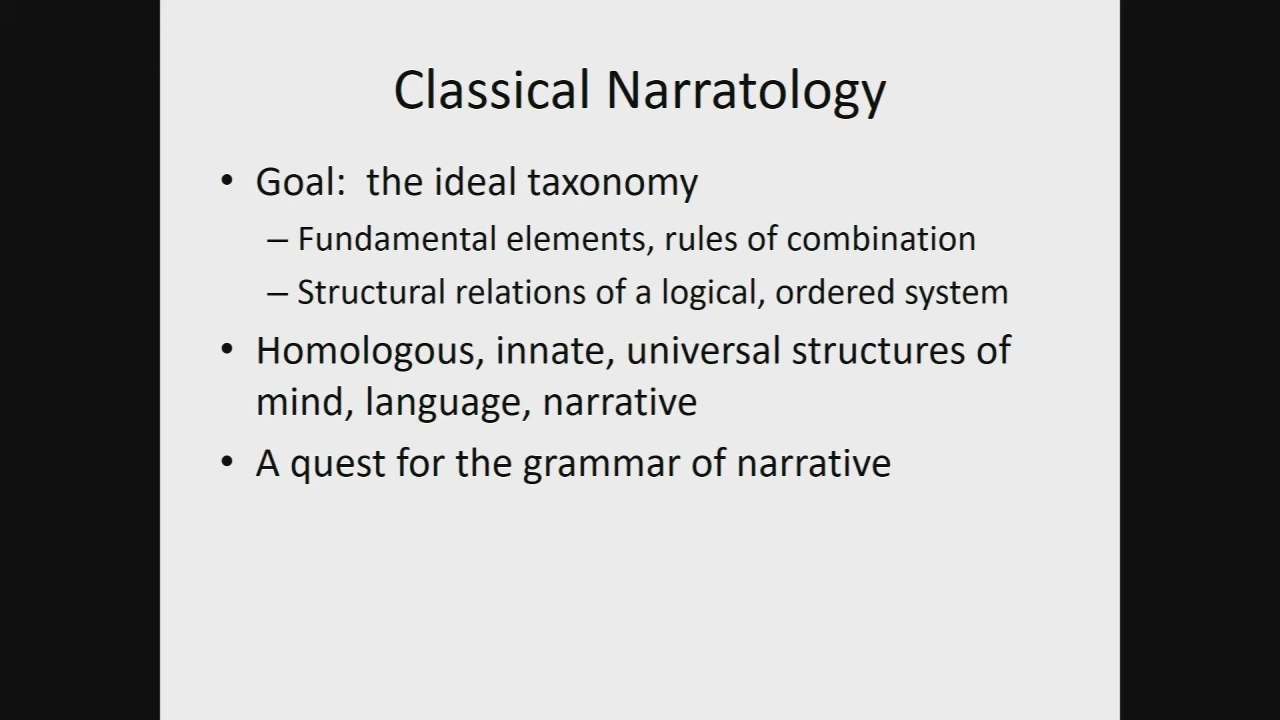 Classical Narratology
• Goal:  the ideal taxonomy
– Fundamental elements, rules of combination
– Structural relations of a logical, ordered system
• Homologous, innate, universal structures of
mind, language, narrative
• A quest for the grammar of narrative